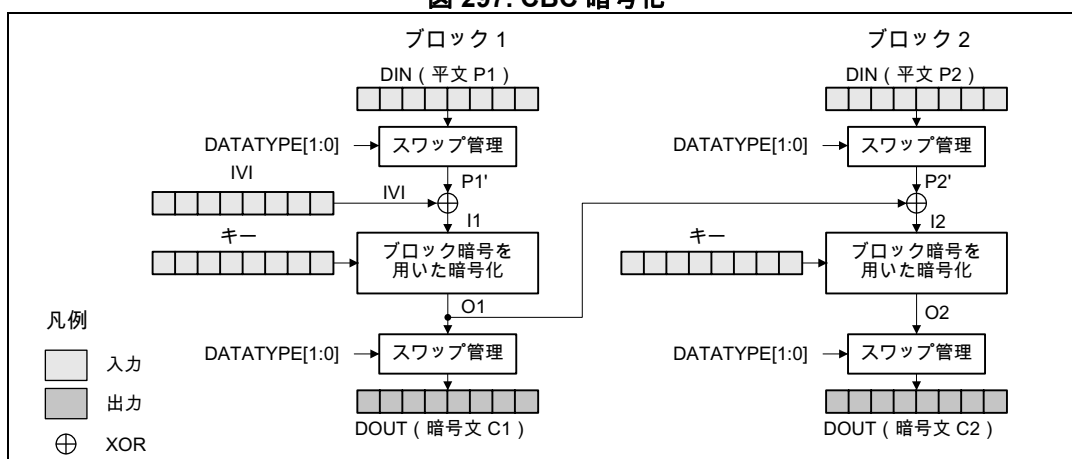 図 297. CBC 暗号化
ブロック 1
ブロック 2
DIN ( 平文 P1 )
DIN ( 平文 P2 )
DATATYPE[1:0]
スワップ管理
DATATYPE[1:0]
スワップ管理
IVI
IVI
P1'
P2'
I1
I2
キー
ブロック暗号を
用いた暗号化
キー
ブロック暗号を
用いた暗号化
O1
O2
凡例
入力
出力
XOR
DATATYPE[1:0]
スワップ管理
DATATYPE[1:0]
スワップ管理
DOUT ( 暗号文 C1 )
DOUT ( 暗号文 C2 )